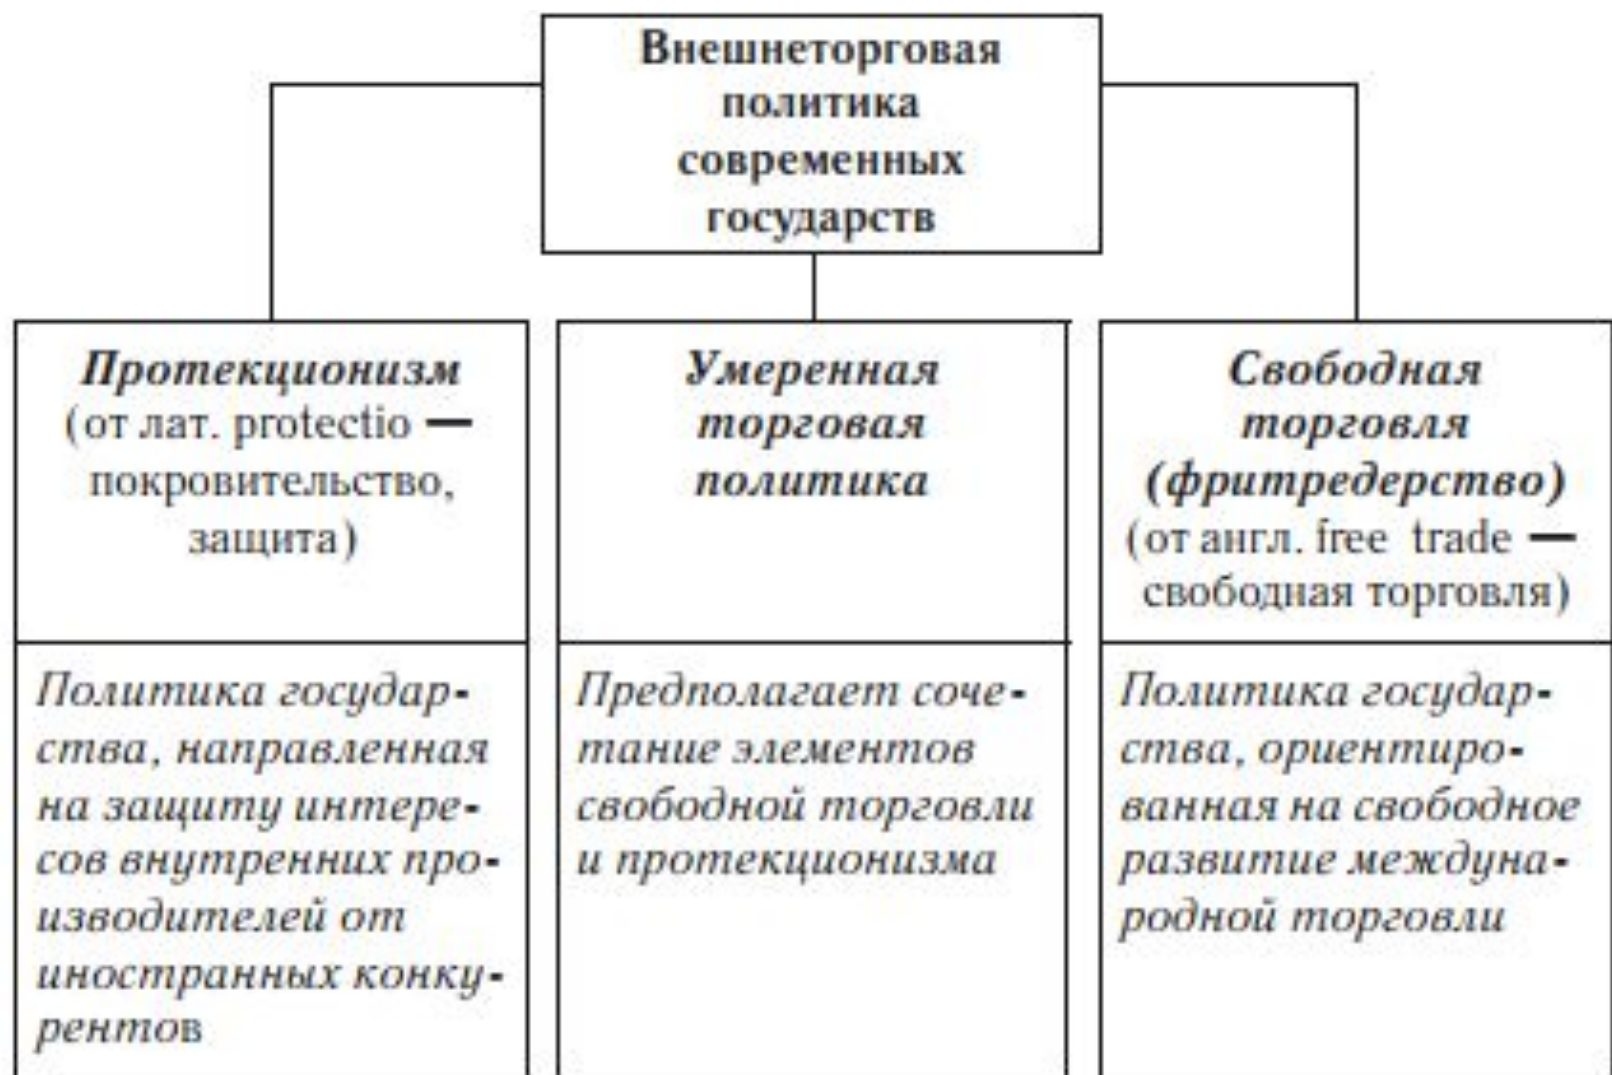 Внешнеторговая
политика
современных
государств
Протекционизм
(от лат. protectio —
покровительство,
защита)
Умеренная
торговая
политика
Свободная
торговля
(фритредерство)
(от англ. free trade —
свободная торговля)
Политика государ-
ства, направленная
на защиту интере-
сов внутренних про-
изводителей от
иностранных конку-
рентов
Предполагает соче-
тание элементов
свободной торговли
и протекционизма
Политика государ-
ства, ориентиро-
ванная на свободное
развитие междуна-
родной торговли